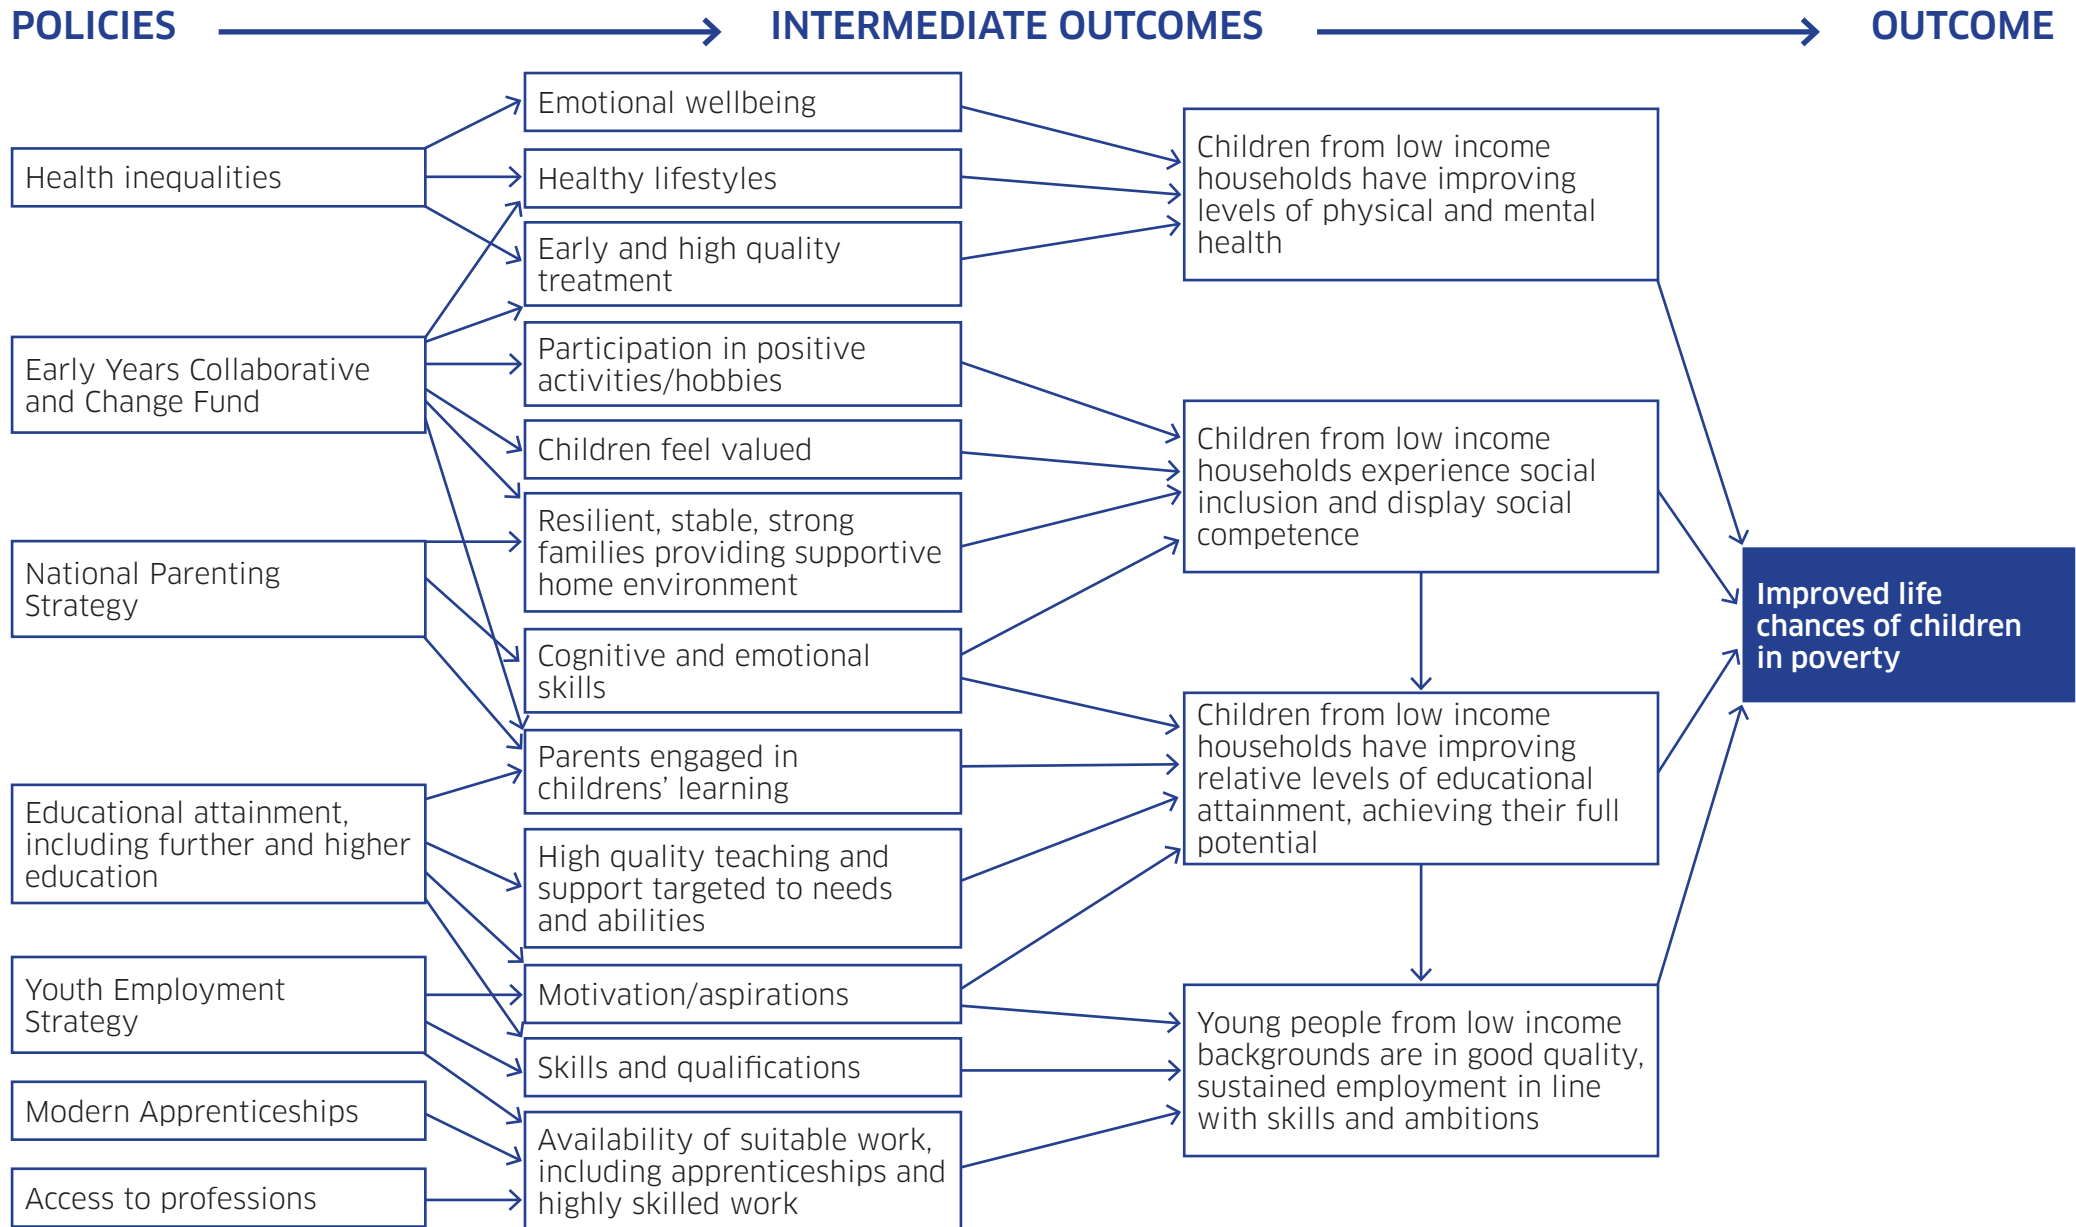 POLICIES
INTERMEDIATE OUTCOMES
OUTCOME
Health inequalities
Early Years Collaborative
and Change Fund
National Parenting
Strategy
Educational attainment,
including further and higher
education
Youth Employment
Strategy
Modern Apprenticeships
Access to professions
Emotional wellbeing
Healthy lifestyles
Early and high quality
treatment
Participation in positive
activities/hobbies
Children feel valued
Resilient, stable, strong
families providing supportive
home environment
Cognitive and emotional
skills
Parents engaged in
childrens’ learning
High quality teaching and
support targeted to needs
and abilities
Motivation/aspirations
Skills and qualifications
Availability of suitable work,
including apprenticeships and
highly skilled work
Children from low income
households have improving
levels of physical and mental
health
Children from low income
households experience social
inclusion and display social
competence
Children from low income
households have improving
relative levels of educational
attainment, achieving their full
potential
Young people from low income
backgrounds are in good quality,
sustained employment in line
with skills and ambitions
Improved life
chances of children
in poverty